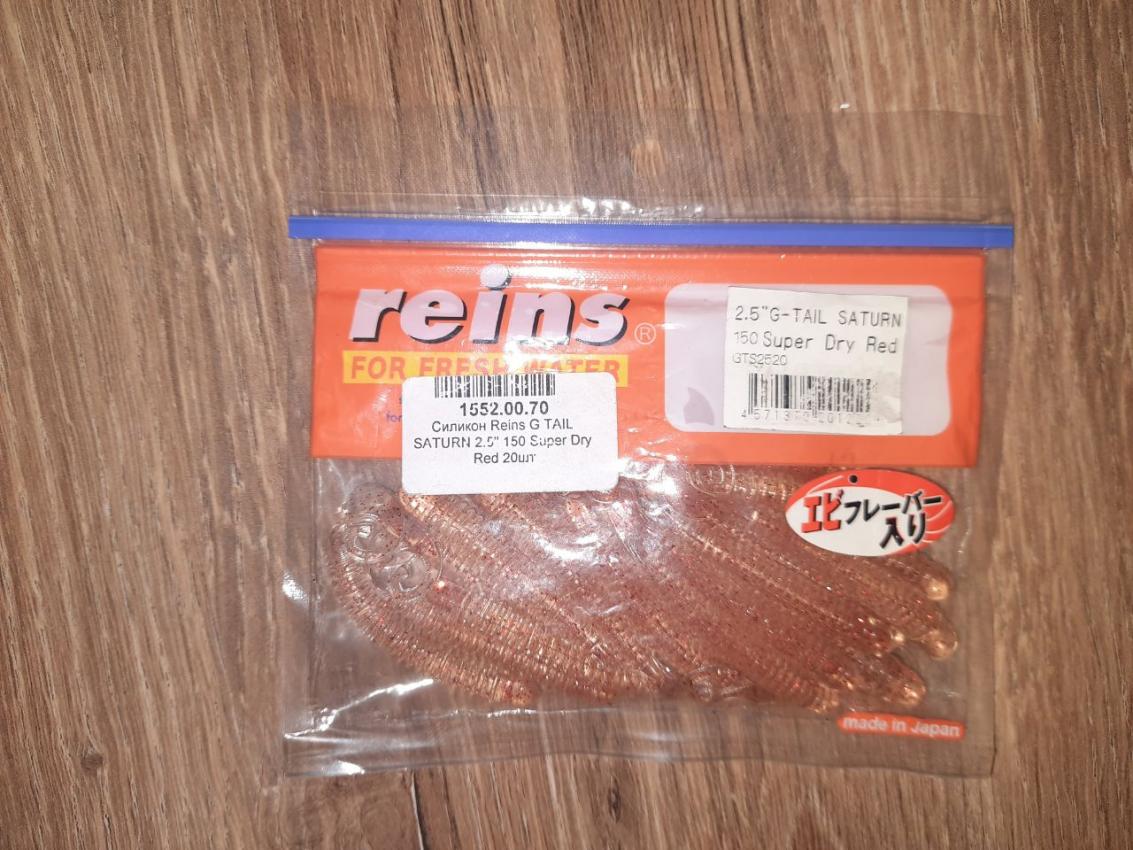 reins®
FOR FRESH WATER
2.5"G-TAIL SATURN
150 Super Dry Red
GTS2520
1552.00.70
Силикон Reins G TAIL
SATURN 2.5" 150 Super Dry
Red 20шт
エビフレーバー
入り
made in Japan